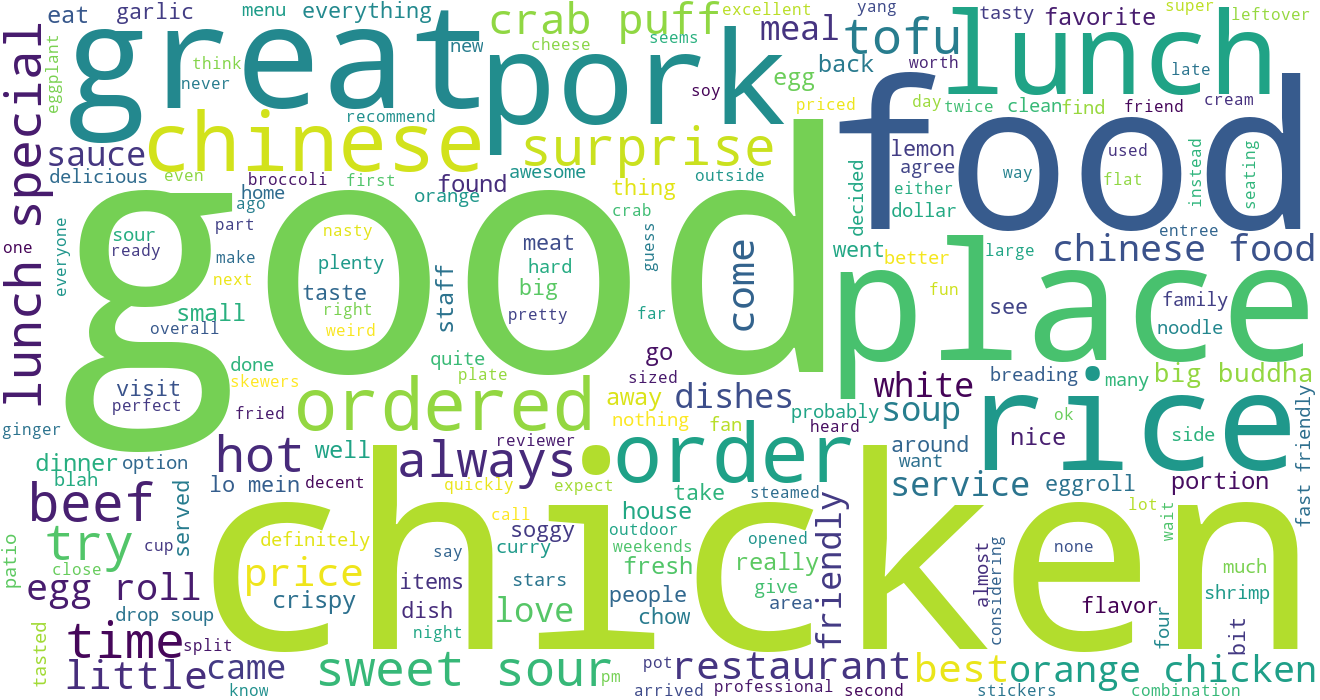 eat garlic menu everything crab puff excellent yang tasty favorite super leftover
great new cheese seems meal tofu lunch
think never eggplant pork soy egg back worth late
recommend priced day twice clean find friend cream
lunch special
sauce chinese surprise food lemon used
delicious even broccoli first found awesome thing outside decided agree way flat instead seating
home ago orange crab either dollar
everyone one part good guess went entree
sour ready nasty meat come better large chinese food
make next plenty hard staff place
taste big see family
small right pretty far fun noodle
overall weird
done quite go breading many big buddha
skewers plate sized
visit perfect fried ordered away dishes white rice ok
ginger nothing fan probably soup heard nice side fast friendly
hot well always reviewer order around
dinner option want
blah lo mein decent quickly expect take steamed service eggroll portion
beef served call house friendly lot wait
try cup definitely say soggy outdoor opened almost none
patio close price curry weekends really considering
egg roll crispy items stars fresh give much
drop soup chicken dish love people area flavor shrimp
time split night chow four bit
tasted little came sweet sour pm pot restaurant best orange chicken
know arrived professional second stickers combination